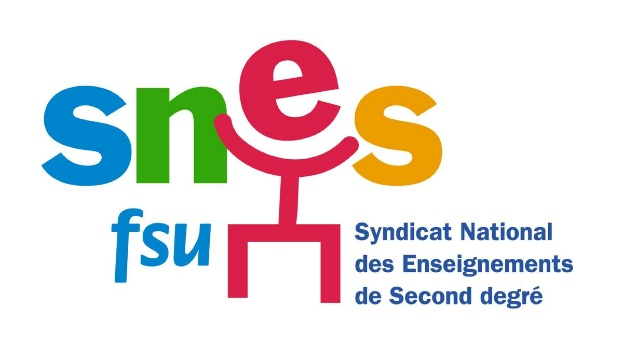 snes
fsu
Syndicat National
des Enseignements
de Second degré